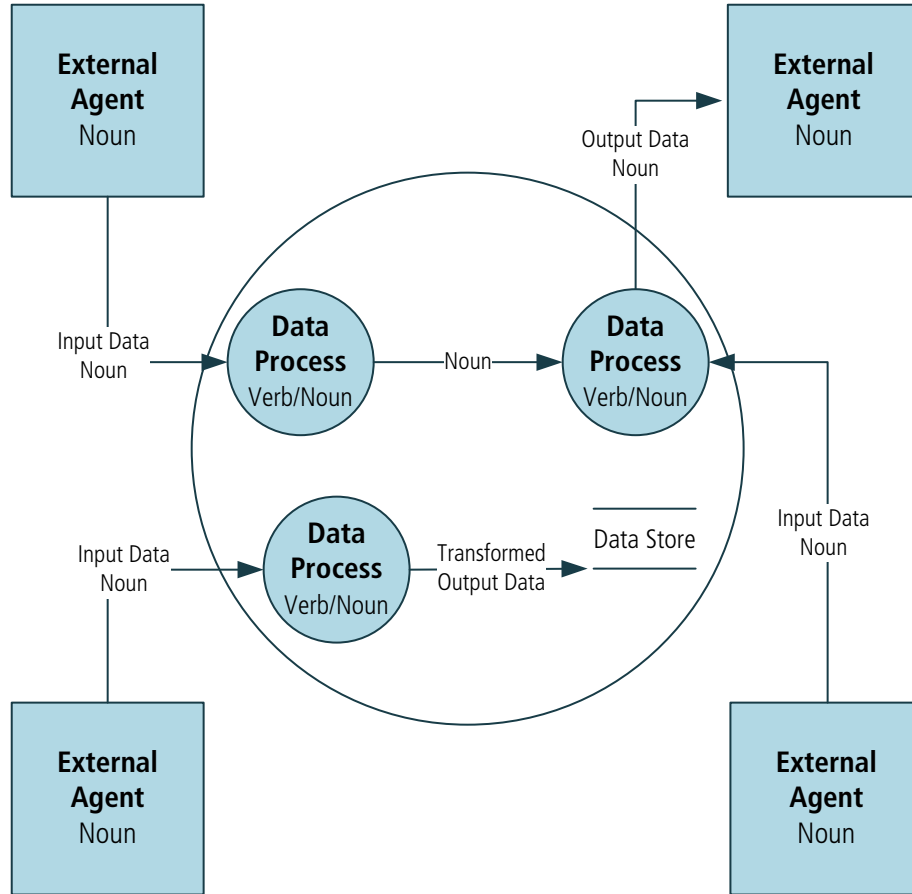 External
Agent
Noun
External
Agent
Noun
Output Data
Noun
Input Data
Noun
Data
Process
Verb/Noun
Noun
Data
Process
Verb/Noun
Input Data
Noun
Data
Process
Verb/Noun
Transformed
Output Data
Data Store
Input Data
Noun
External
Agent
Noun
External
Agent
Noun